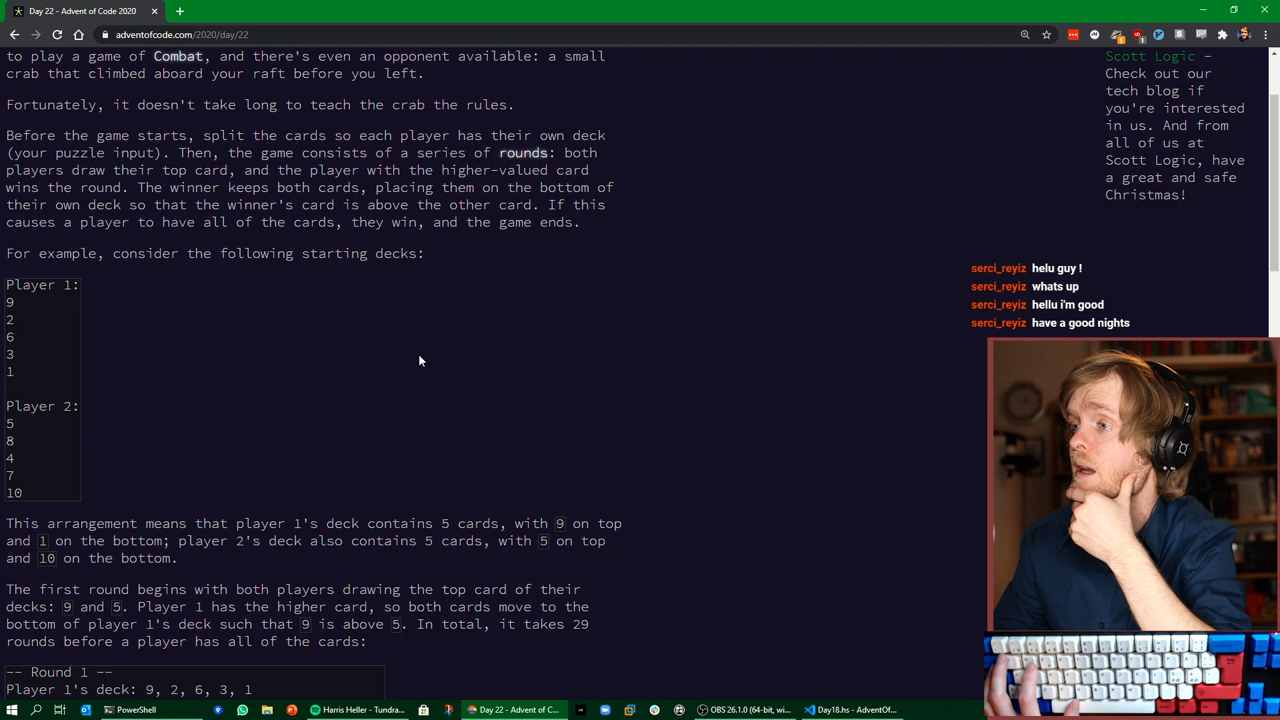 Day 22 - Advent of Code 2020
adventofcode.com/2020/day/22
to play a game of Combat, and there's even an opponent available: a small
crab that climbed aboard your raft before you left.
Fortunately, it doesn't take long to teach the crab the rules.
Before the game starts, split the cards so each player has their own deck
(your puzzle input). Then, the game consists of a series of rounds: both
players draw their top card, and the player with the higher-valued card
wins the round. The winner keeps both cards, placing them on the bottom of
their own deck so that the winner's card is above the other card. If this
causes a player to have all of the cards, they win, and the game ends.
For example, consider the following starting decks:
Player 1:
9
2
6
3
1
Player 2:
5
8
4
7
10
This arrangement means that player 1's deck contains 5 cards, with 9 on top
and 1 on the bottom; player 2's deck also contains 5 cards, with 5 on top
and 10 on the bottom.
The first round begins with both players drawing the top card of their
decks: 9 and 5. Player 1 has the higher card, so both cards move to the
bottom of player 1's deck such that 9 is above 5. In total, it takes 29
rounds before a player has all of the cards:
-- Round 1 --
Player 1's deck: 9, 2, 6, 3, 1
Scott Logic -
Check out our
tech blog if
you're interested
in us. And from
all of us at
Scott Logic, have
a great and safe
Christmas!
serci_reyiz helu guy !
serci_reyiz whats up
serci_reyiz hellu i'm good
serci_reyiz have a good nights
PowerShell
Harris Heller - Tundra...
Day 22 - Advent of C...
OBS 26.1.0 (64-bit, wi...
Day18.hs - AdventOf...